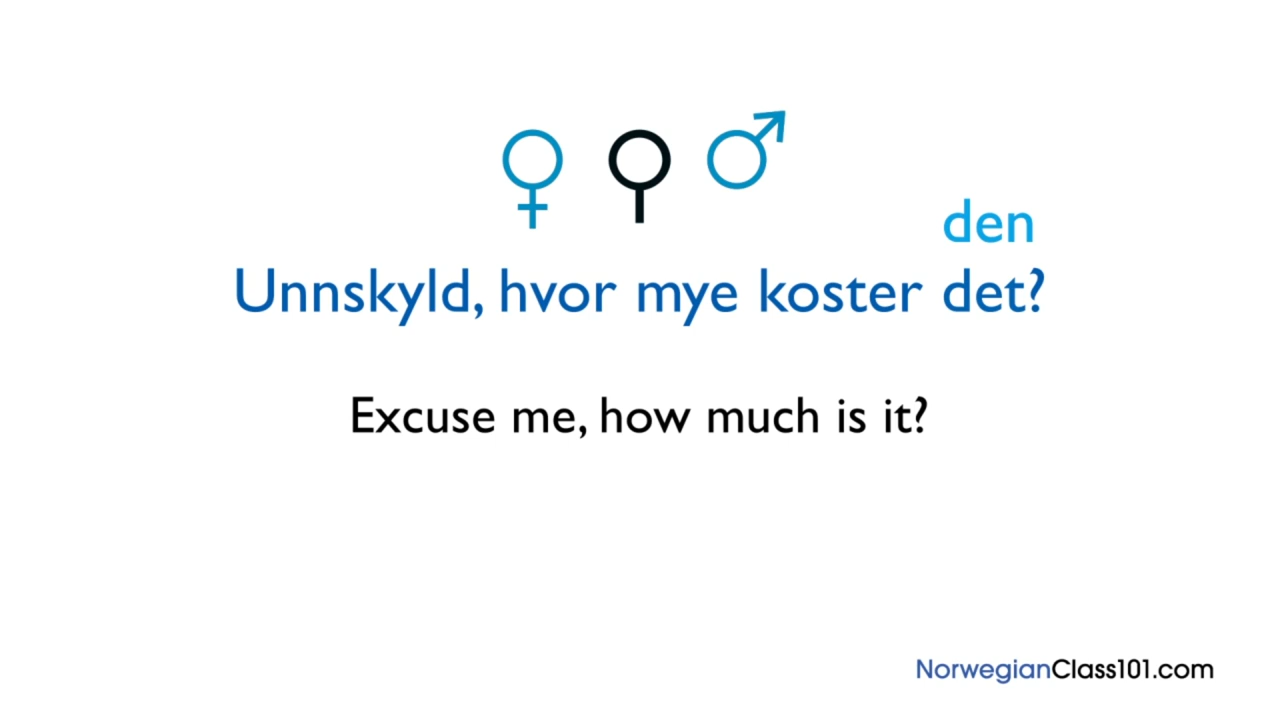 den
Unnskyld, hvor mye koster det?
Excuse me, how much is it?
NorwegianClass101.com